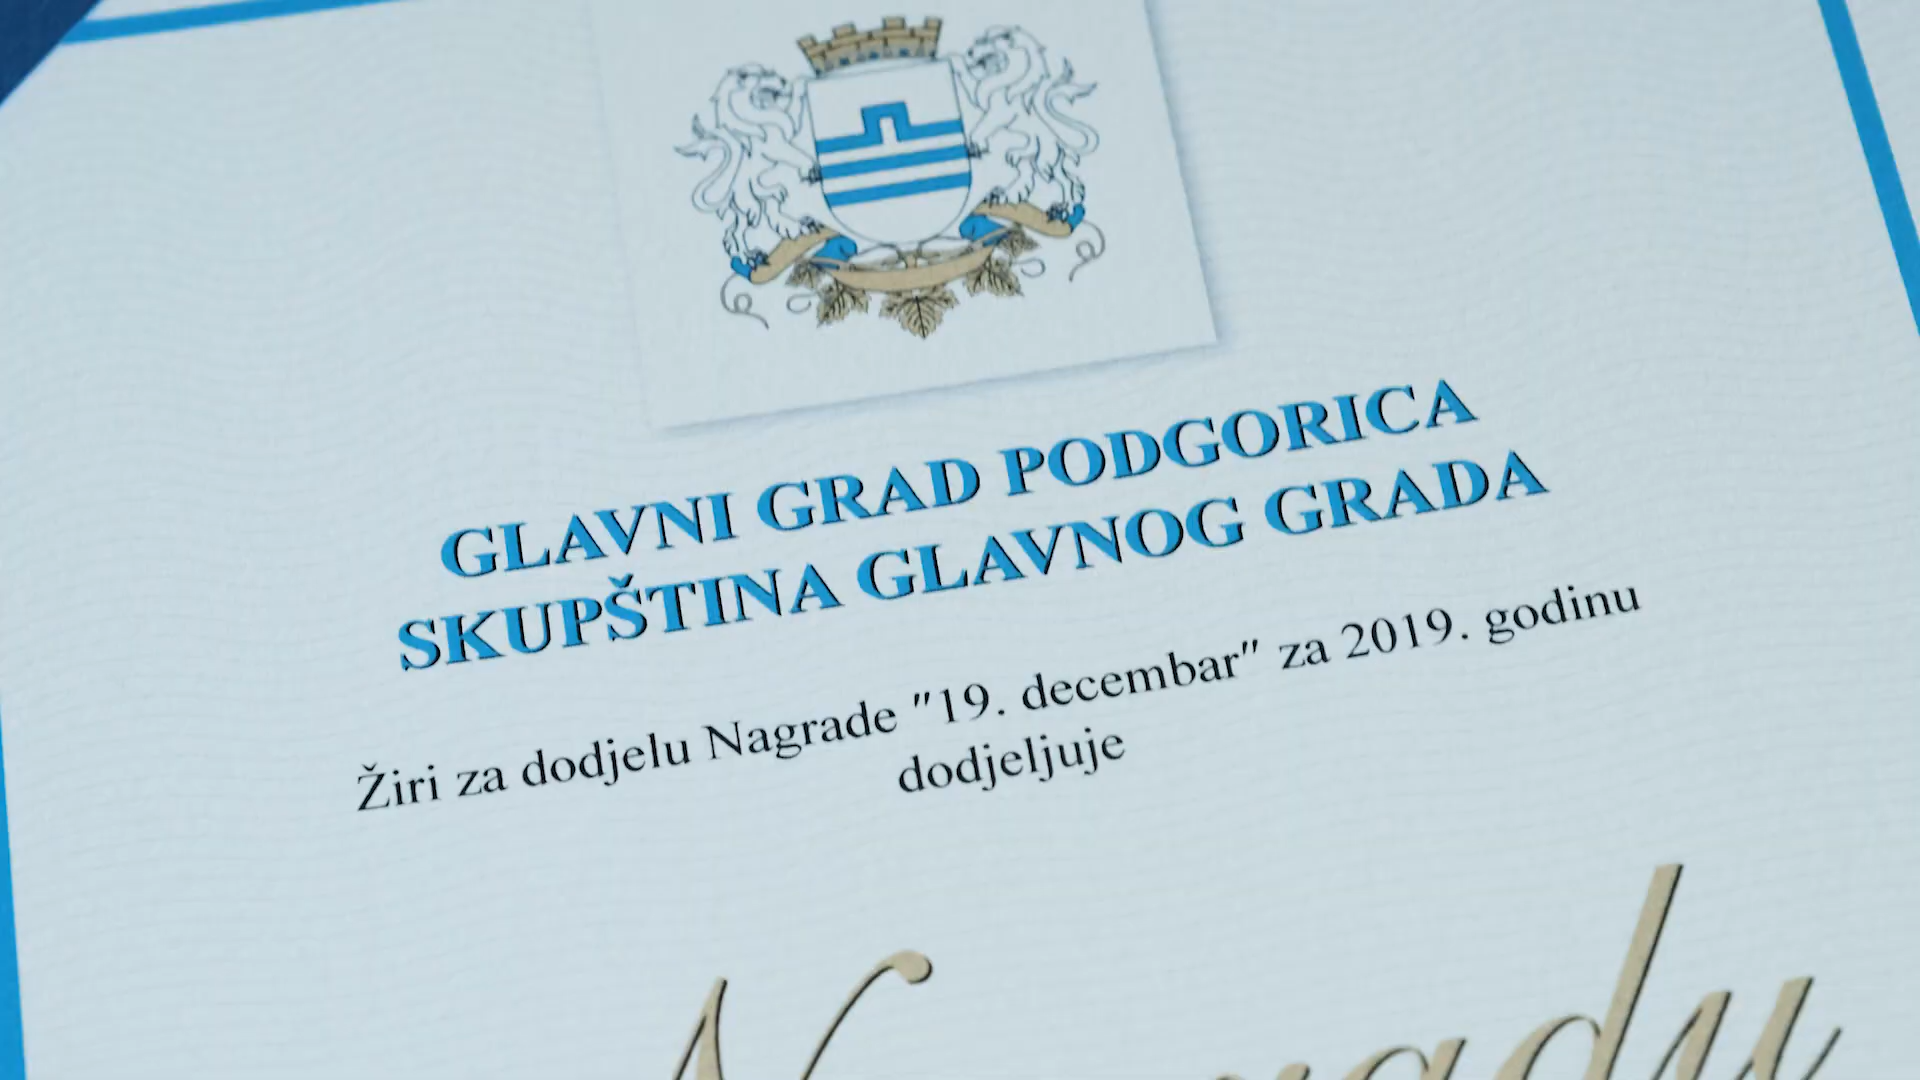 GLAVNI GRAD PODGORICA
SKUPŠTINA GLAVNOG GRADA
Žiri za dodjelu Nagrade "19. decembar" za 2019. godinu
dodjeljuje